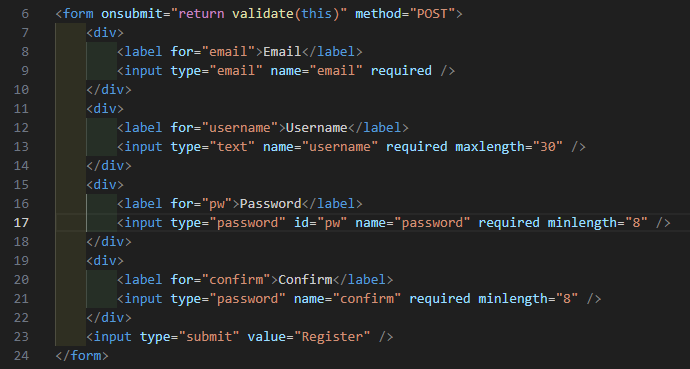 6 <form onsubmit="return validate(this)" method="POST">
7 <div>
8 <label for="email">Email</label>
9 <input type="email" name="email" required />
10 </div>
11 <div>
12 <label for="username">Username</label>
13 <input type="text" name="username" required maxlength="30" />
14 </div>
15 <div>
16 <label for="pw">Password</label>
17 <input type="password" id="pw" name="password" required minlength="8" />
18 </div>
19 <div>
20 <label for="confirm">Confirm</label>
21 <input type="password" name="confirm" required minlength="8" />
22 </div>
23 <input type="submit" value="Register" />
24 </form>